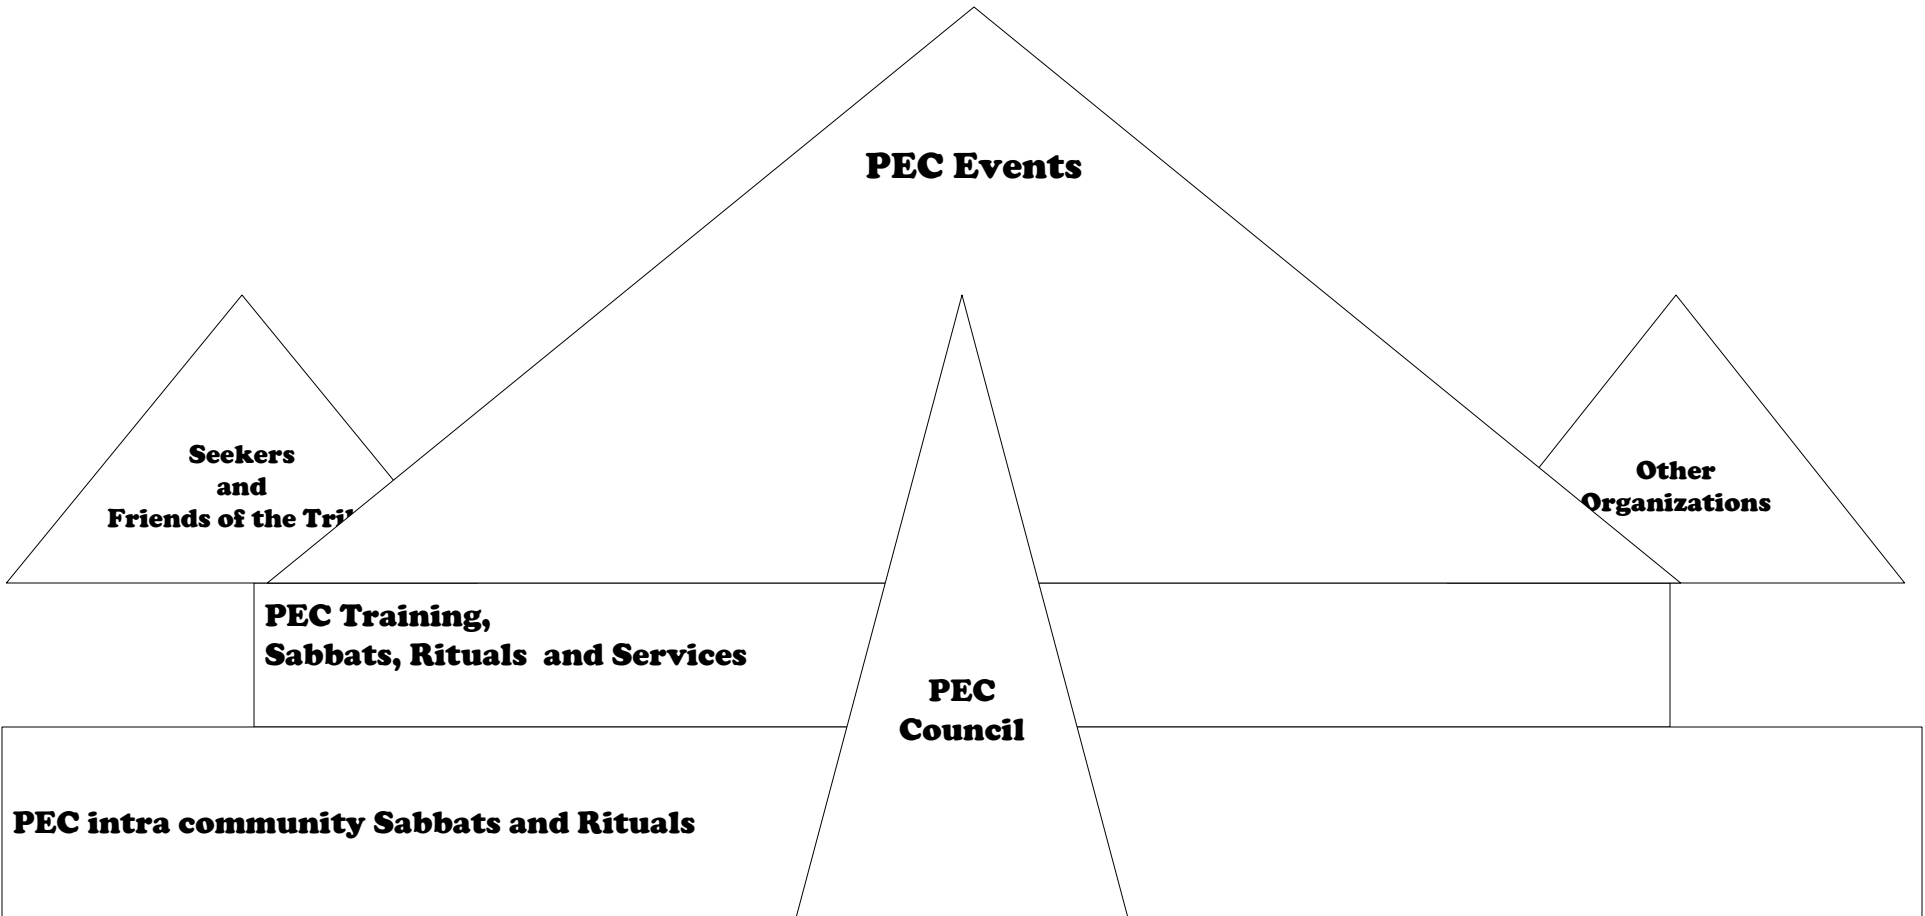 PEC Events
Seekers
and
Friends of the
Other
Organizations
PEC Training,
Sabbats, Rituals and Services
PEC
Council
PEC intra community Sabbats and Rituals